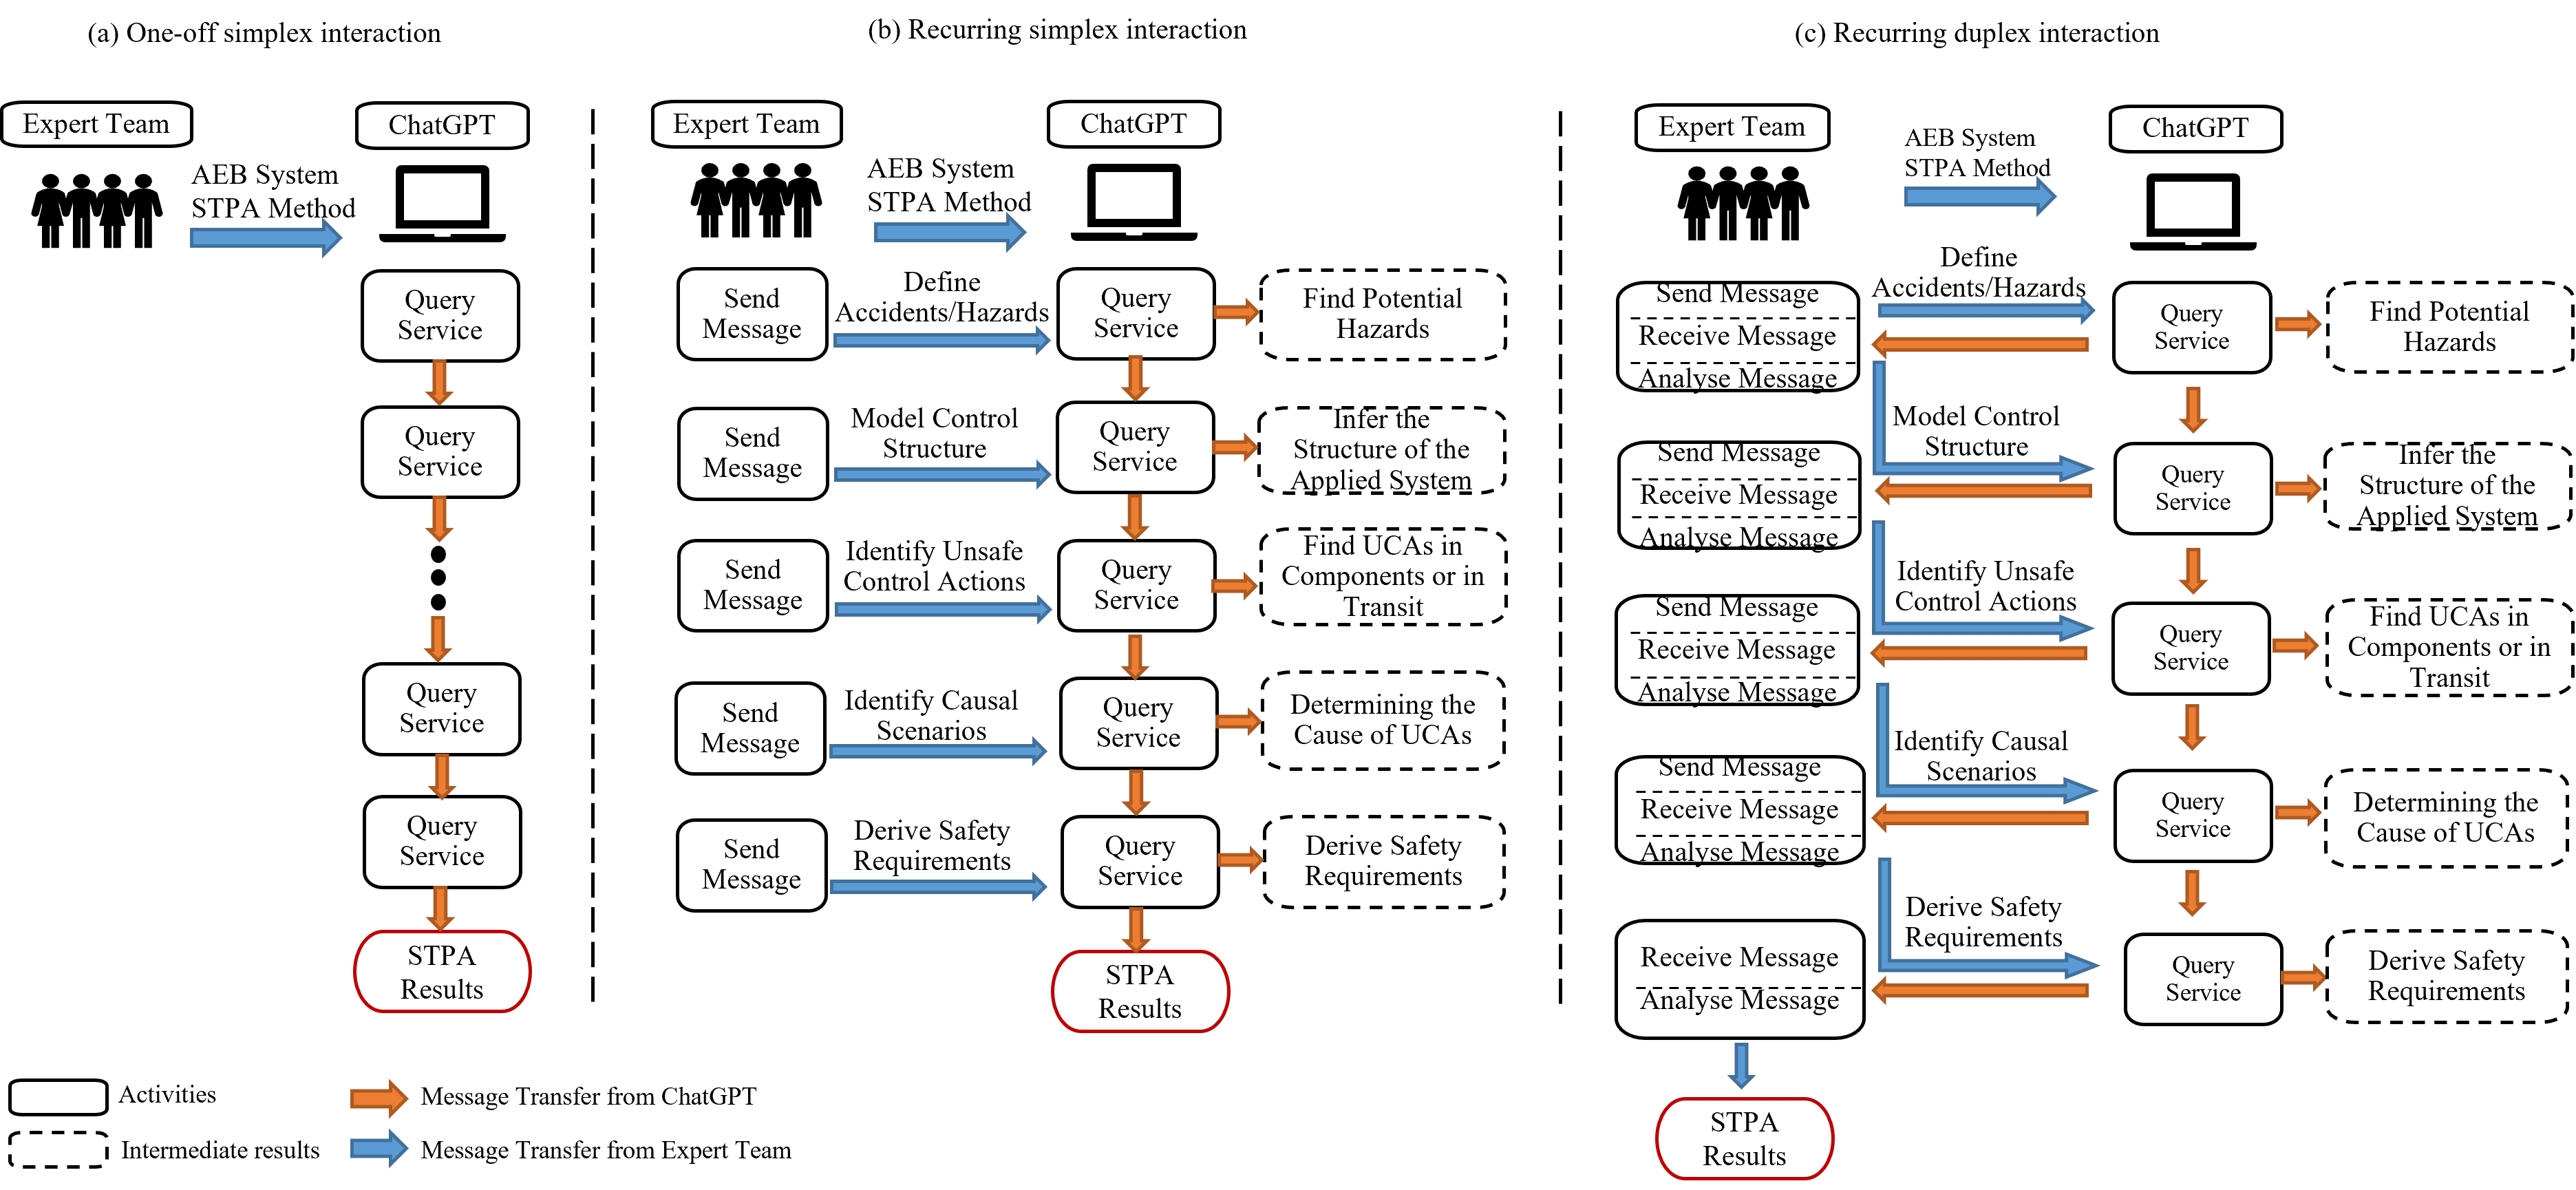 (a) One-off simplex interaction
Expert Team
ChatGPT
AEB System
STPA Method
Query
Service
Query
Service
Query
Service
Query
Service
STPA
Results
(b) Recurring simplex interaction
Expert Team
ChatGPT
AEB System
STPA Method
Send
Message
Define
Accidents/Hazards
Query
Service
Find Potential
Hazards
Send
Message
Model Control
Structure
Query
Service
Infer the
Structure of the
Applied System
Send
Message
Identify Unsafe
Control Actions
Query
Service
Find UCAs in
Components or in
Transit
Send
Message
Identify Causal
Scenarios
Query
Service
Determining the
Cause of UCAs
Send
Message
Derive Safety
Requirements
Query
Service
Derive Safety
Requirements
STPA
Results
(c) Recurring duplex interaction
Expert Team
ChatGPT
AEB System
STPA Method
Send Message
Receive Message
Analyse Message
Define
Accidents/Hazards
Query
Service
Find Potential
Hazards
Send Message
Receive Message
Analyse Message
Model Control
Structure
Query
Service
Infer the
Structure of the
Applied System
Send Message
Receive Message
Analyse Message
Identify Unsafe
Control Actions
Query
Service
Find UCAs in
Components or in
Transit
Send Message
Receive Message
Analyse Message
Identify Causal
Scenarios
Query
Service
Determining the
Cause of UCAs
Receive Message
Analyse Message
Derive Safety
Requirements
Query
Service
Derive Safety
Requirements
STPA
Results
Activities
Message Transfer from ChatGPT
Intermediate results
Message Transfer from Expert Team